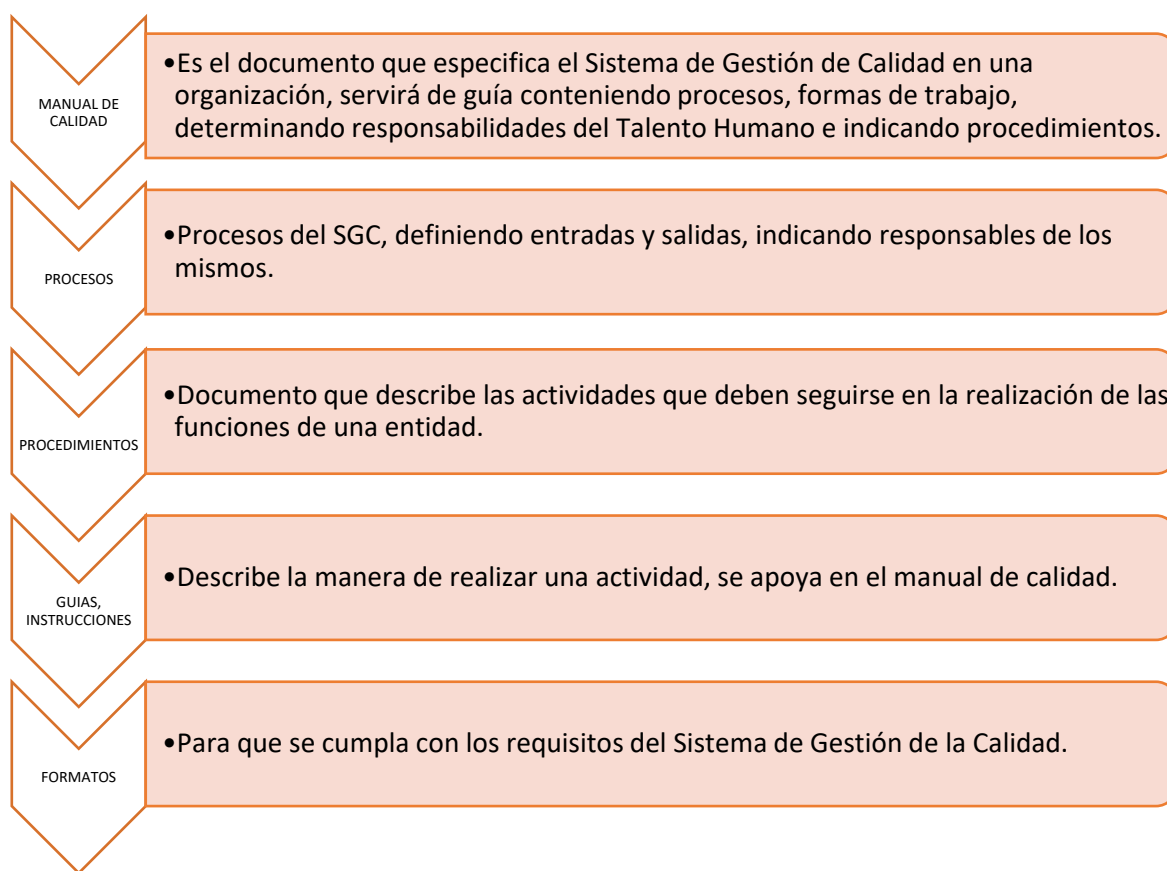 MANUAL DE
CALIDAD
•Es el documento que especifica el Sistema de Gestión de Calidad en una
organización, servirá de guía conteniendo procesos, formas de trabajo,
determinando responsabilidades del Talento Humano e indicando procedimientos.
PROCESOS
•Procesos del SGC, definiendo entradas y salidas, indicando responsables de los
mismos.
PROCEDIMIENTOS
•Documento que describe las actividades que deben seguirse en la realización de las
funciones de una entidad.
GUIAS,
INSTRUCCIONES
•Describe la manera de realizar una actividad, se apoya en el manual de calidad.
FORMATOS
•Para que se cumpla con los requisitos del Sistema de Gestión de la Calidad.